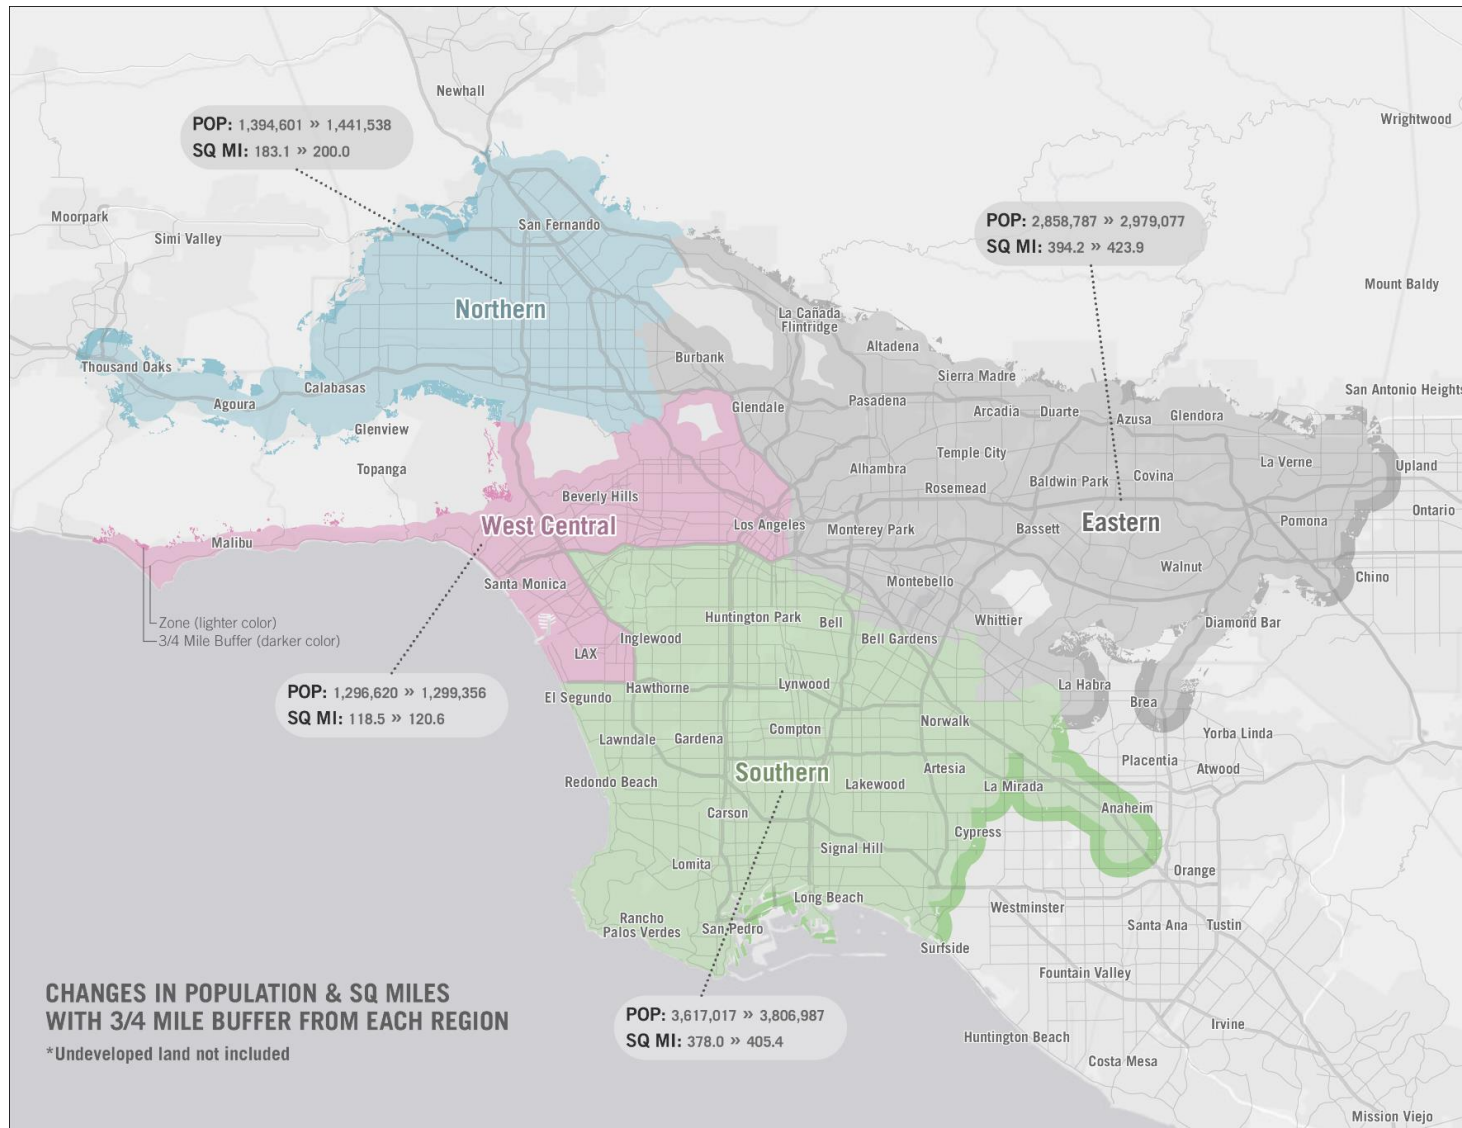 Newhall
POP: 1,394,601 » 1,441,538
SQ MI: 183.1 » 200.0
Wrightwood
Moorpark
Simi Valley
San Fernando
POP: 2,858,787 » 2,979,077
SQ MI: 394.2 » 423.9
Mount Baldy
Northern
La Cañada
Flintridge
Altadena
Burbank
Thousand Oaks
Sierra Madre
Calabasas
San Antonio Heights
Agoura
Glendale
Pasadena
Arcadia
Duarte
Azusa
Glendora
Glenview
Topanga
Temple City
Alhambra
La Verne
Upland
Beverly Hills
Rosemead
Baldwin Park
Covina
West Central
Los Angeles
Monterey Park
Bassett
Eastern
Pomona
Ontario
Malibu
Santa Monica
Montebello
Walnut
Chino
Zone (lighter color)
3/4 Mile Buffer (darker color)
Huntington Park
Bell
Whittier
Diamond Bar
Inglewood
Bell Gardens
LAX
POP: 1,296,620 » 1,299,356
SQ MI: 118.5 » 120.6
El Segundo
Hawthorne
Lynwood
La Habra
Brea
Lawndale
Gardena
Compton
Norwalk
Yorba Linda
Placentia
Atwood
Southern
Redondo Beach
Lakewood
Artesia
La Mirada
Carson
Anaheim
Cypress
Signal Hill
Lomita
Orange
Long Beach
Rancho
Palos Verdes
San Pedro
Westminster
Santa Ana
Tustin
Surfside
Fountain Valley
CHANGES IN POPULATION & SQ MILES
WITH 3/4 MILE BUFFER FROM EACH REGION
*Undeveloped land not included
POP: 3,617,017 » 3,806,987
SQ MI: 378.0 » 405.4
Huntington Beach
Irvine
Costa Mesa
Mission Viejo